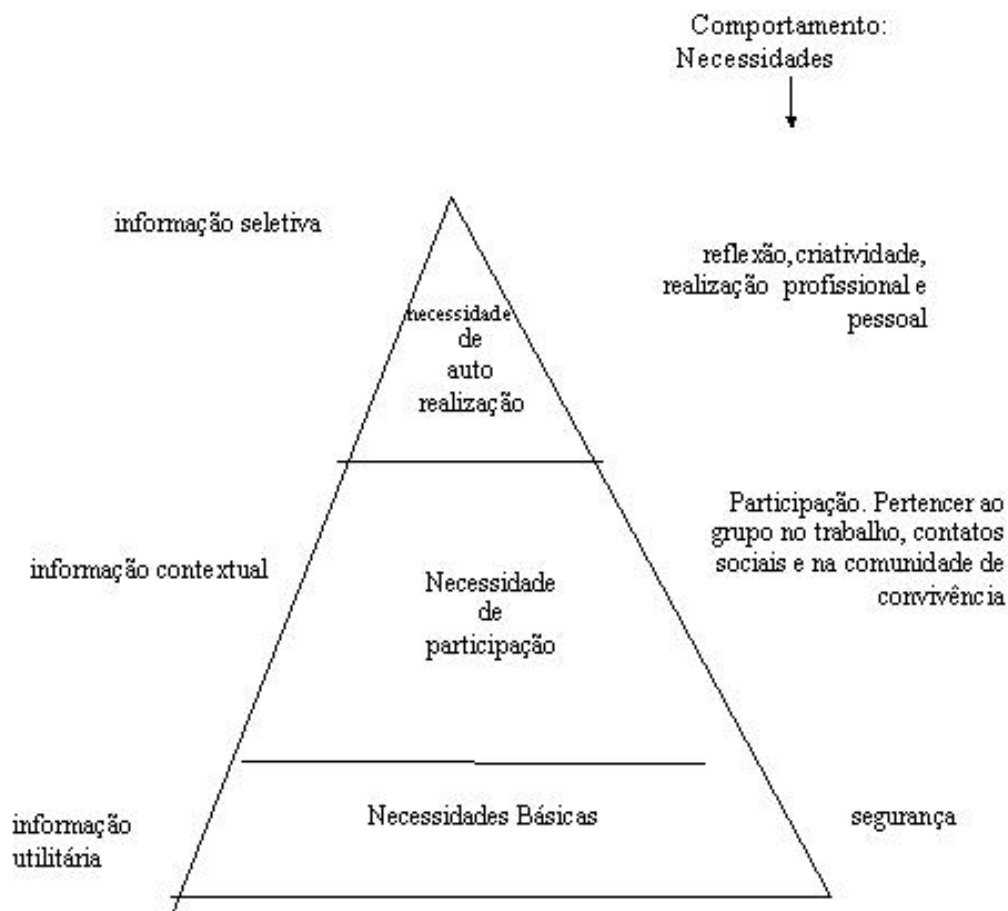 Comportamento:
Necessidades
informação seletiva
reflexão, criatividade,
realização profissional e
pessoal
necessidade
de
auto
realização
Participação. Pertencer ao
grupo no trabalho, contatos
sociais e na comunidade de
convivência
informação contextual
Necessidade
de
participação
Necessidades Básicas
segurança
informação
utilitária